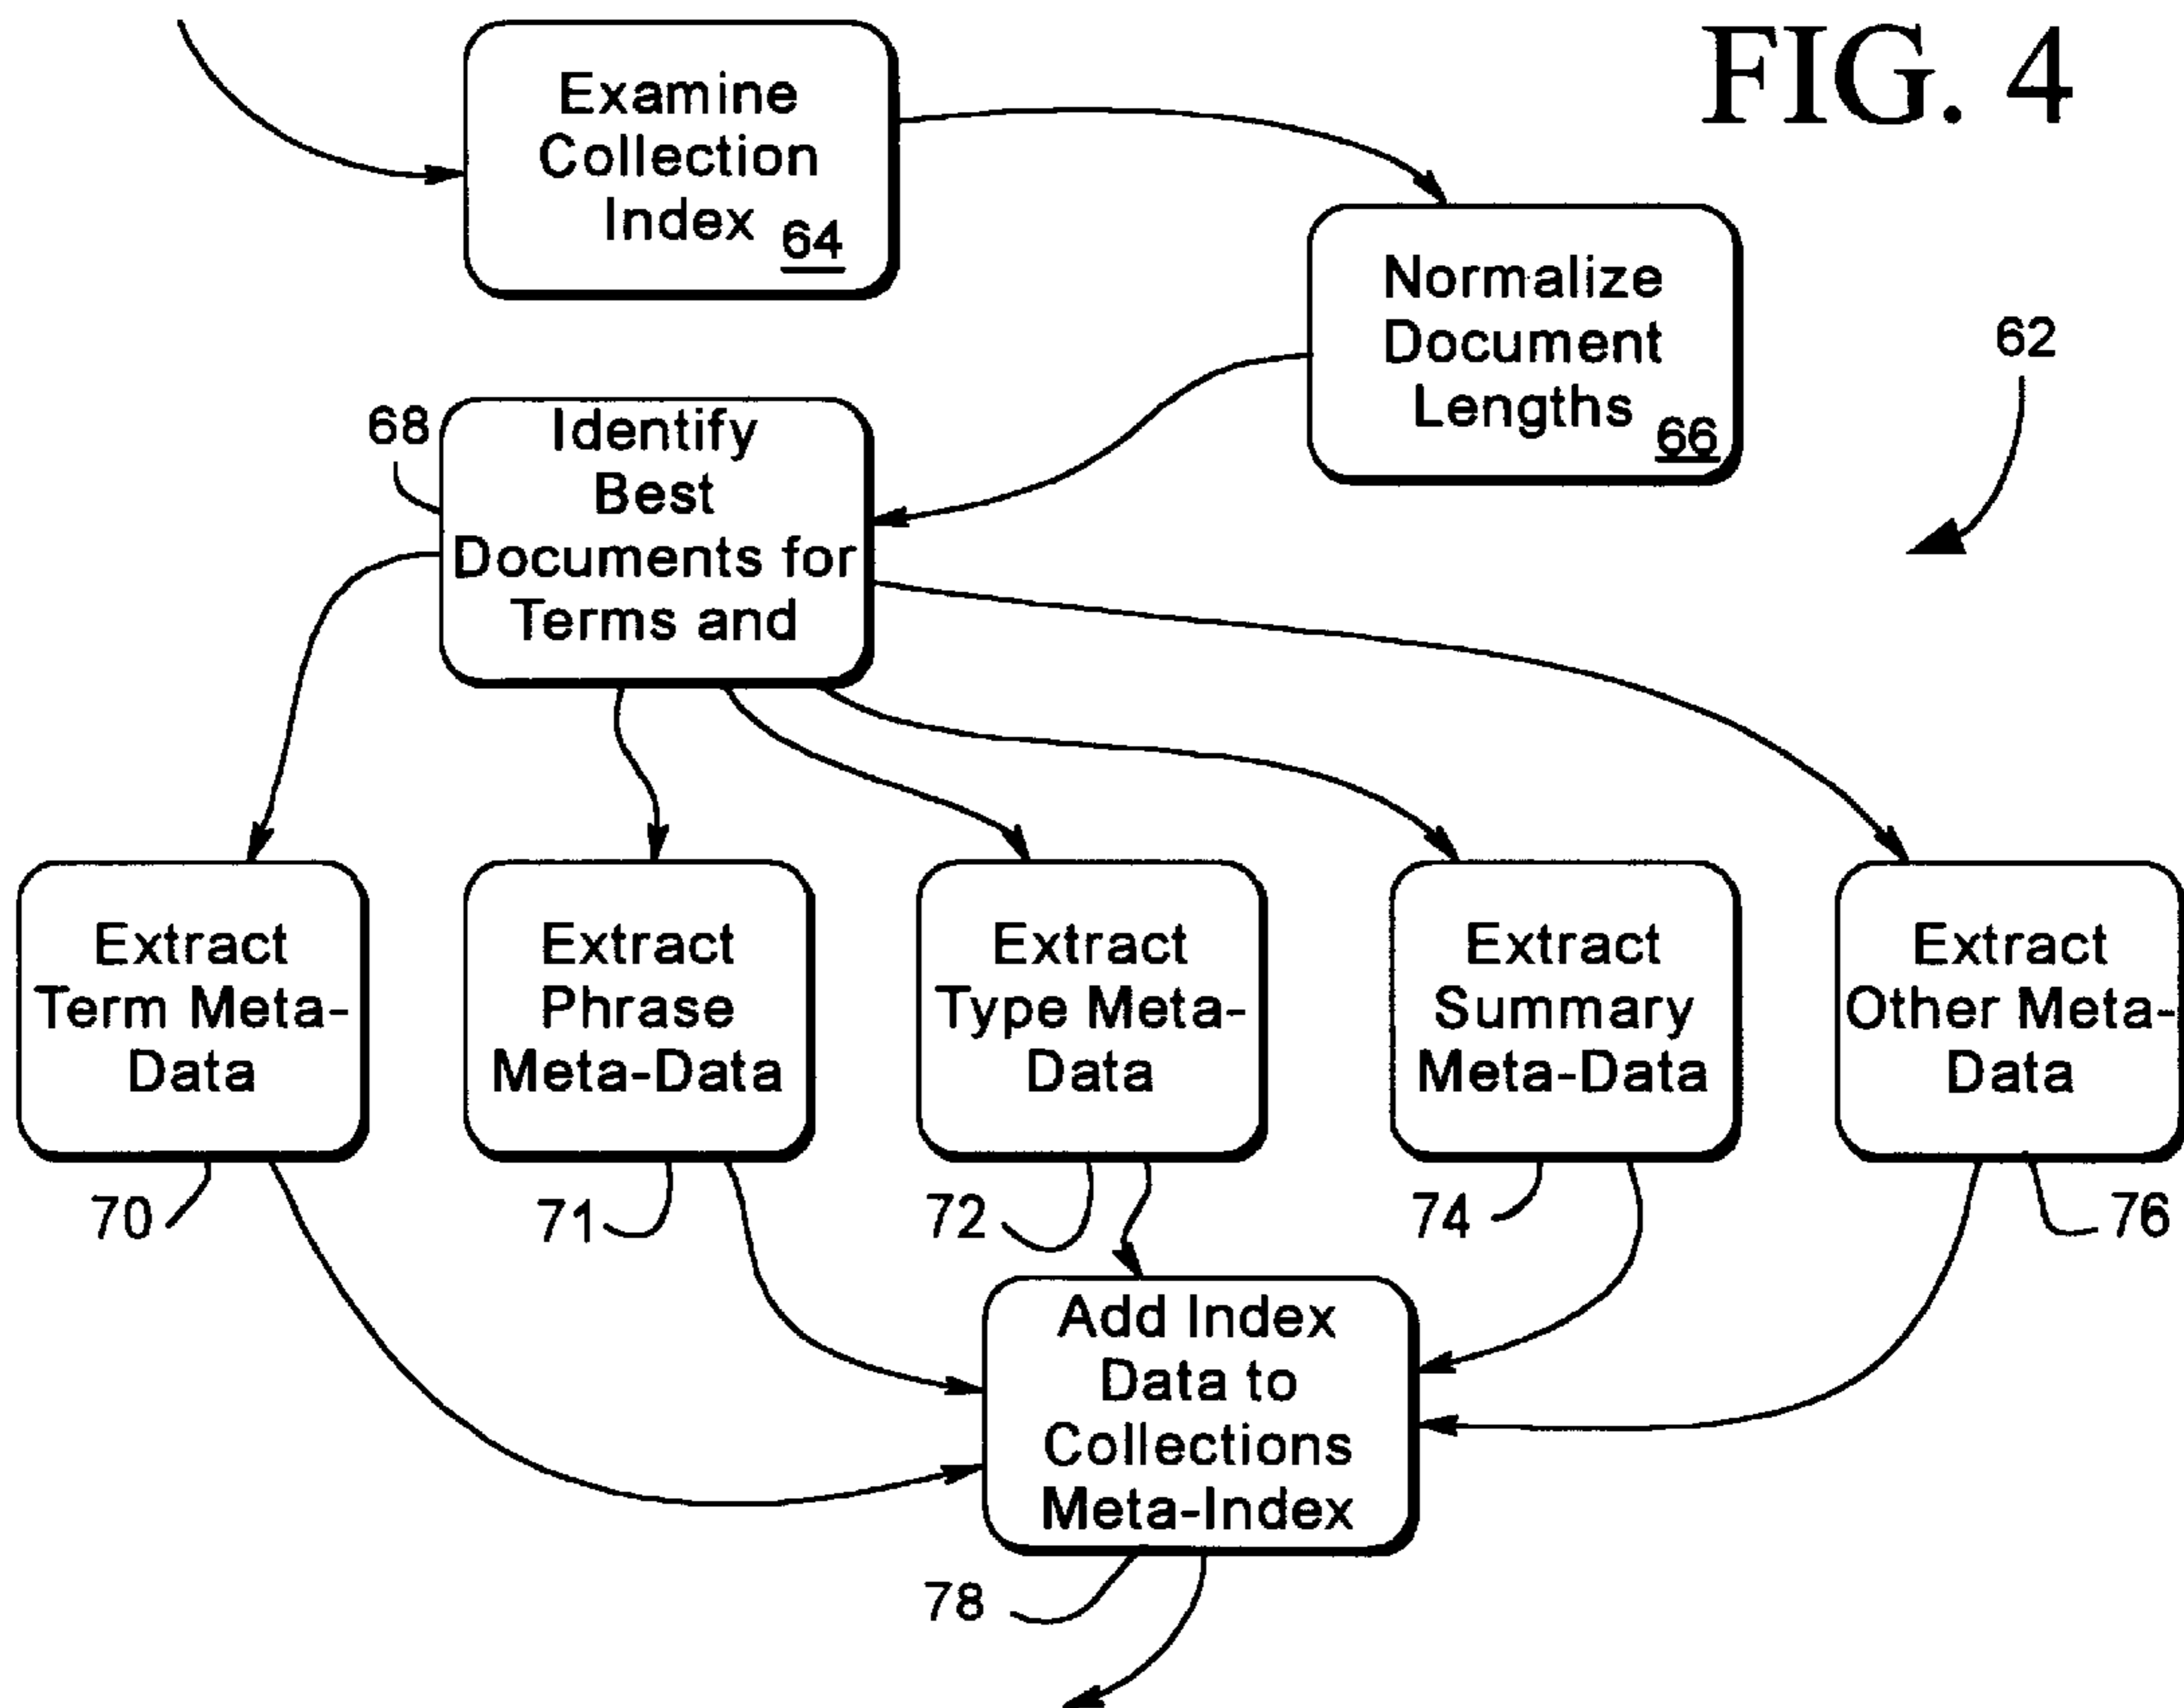 FIG. 4
Examine
Collection
Index 64
Normalize
Document
Lengths 66
62
68
Identify
Best
Documents for
Terms and
Extract
Term Meta-
Data
70
Extract
Phrase
Meta-Data
71
Extract
Type Meta-
Data
72
Extract
Summary
Meta-Data
74
Extract
Other Meta-
Data
76
Add Index
Data to
Collections
Meta-Index
78